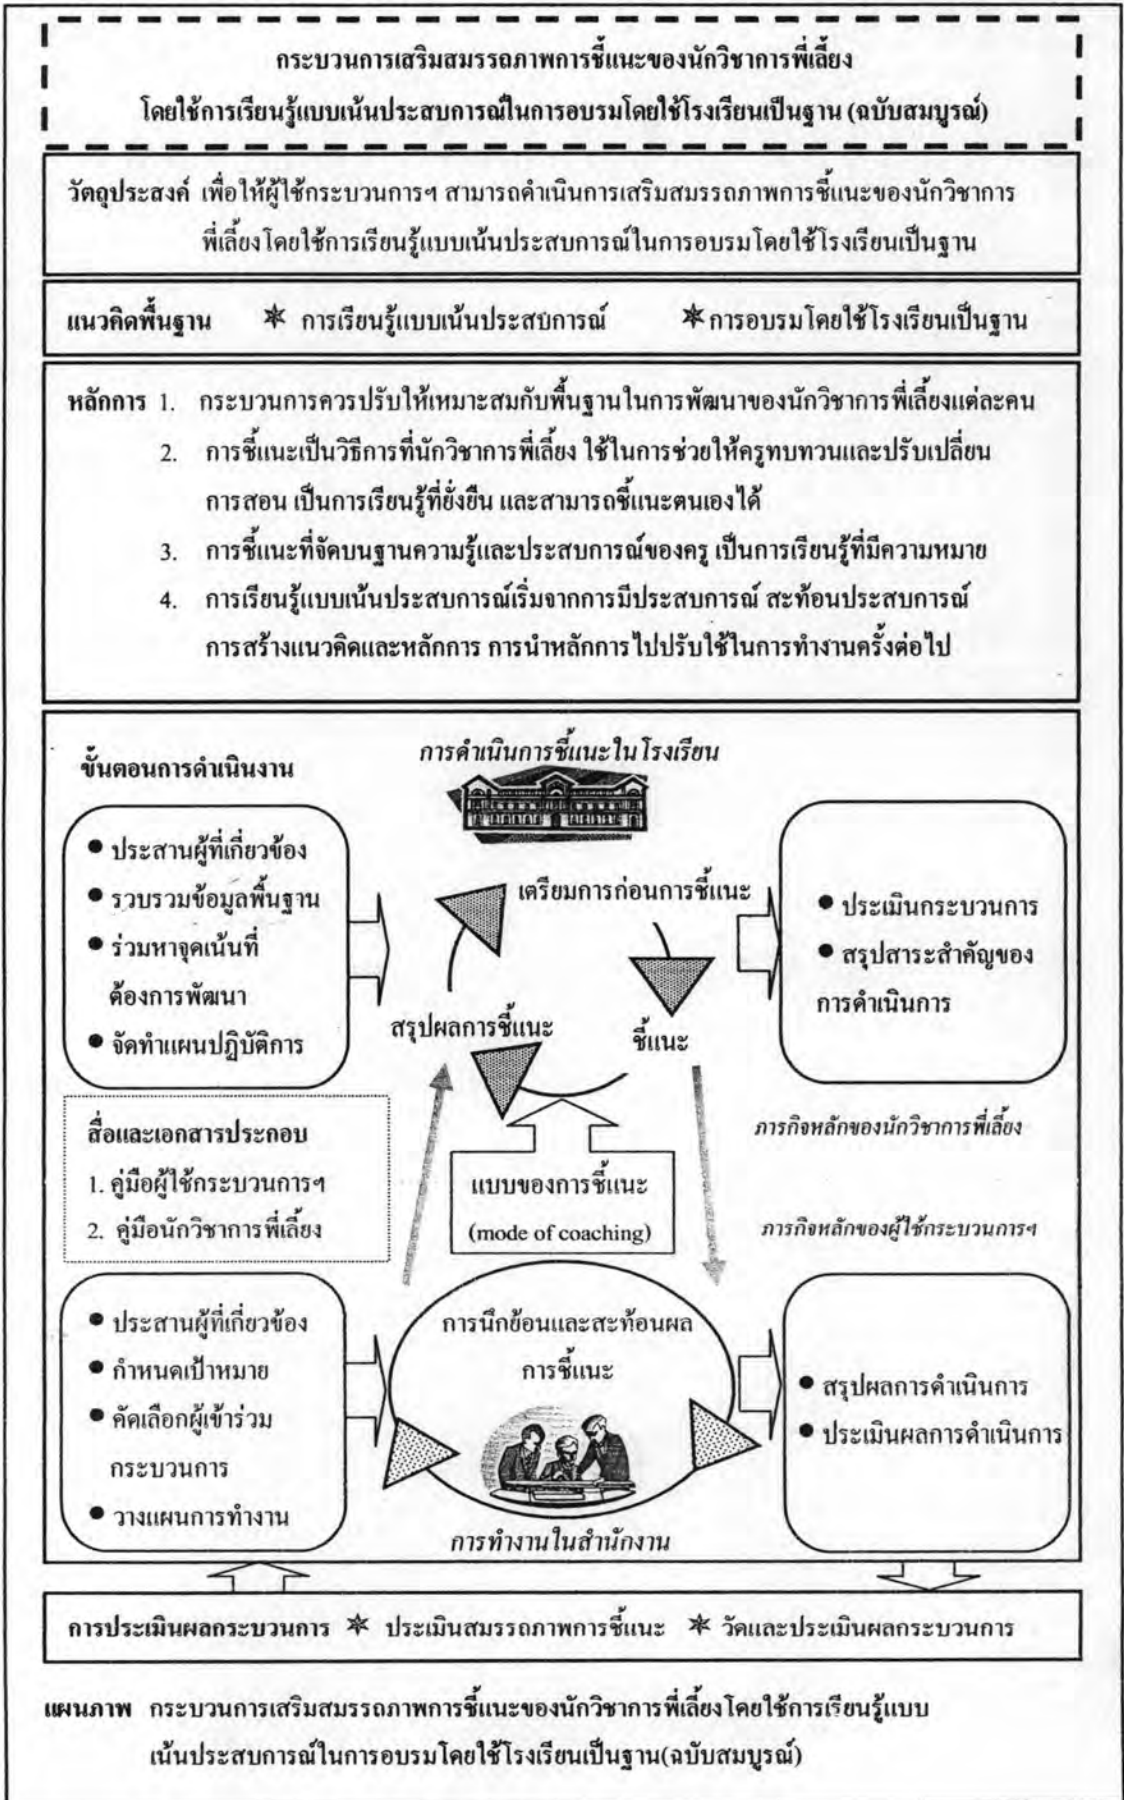 กระบวนการเสริมสมรรถภาพการชี้แนะของนักวิชาการพี่เลี้ยง
โดยใช้การเรียนรู้แบบเน้นประสบการณ์ในการอบรมโดยใช้โรงเรียนเป็นฐาน (ฉบับสมบูรณ์)
วัตถุประสงค์ เพื่อให้ผู้ใช้กระบวนการฯ สามารถดำเนินการเสริมสมรรถภาพการชี้แนะของนักวิชาการ
พี่เลี้ยงโดยใช้การเรียนรู้แบบเน้นประสบการณ์ในการอบรมโดยใช้โรงเรียนเป็นฐาน
แนวคิดพื้นฐาน ✴ การเรียนรู้แบบเน้นประสบการณ์ ✴ การอบรมโดยใช้โรงเรียนเป็นฐาน
หลักการ 1. กระบวนการควรปรับให้เหมาะสมกับพื้นฐานในการพัฒนาของนักวิชาการพี่เลี้ยงแต่ละคน
2. การชี้แนะเป็นวิธีการที่นักวิชาการพี่เลี้ยง ใช้ในการช่วยให้ครูทบทวนและปรับเปลี่ยน
การสอน เป็นการเรียนรู้ที่ยั่งยืน และสามารถชี้แนะตนเองได้
3. การชี้แนะที่จัดบนฐานความรู้และประสบการณ์ของครู เป็นการเรียนรู้ที่มีความหมาย
4. การเรียนรู้แบบเน้นประสบการณ์เริ่มจากการมีประสบการณ์ สะท้อนประสบการณ์
การสร้างแนวคิดและหลักการ การนำหลักการไปปรับใช้ในการทำงานครั้งต่อไป
ขั้นตอนการดำเนินงาน
การดำเนินการชี้แนะในโรงเรียน
● ประสานผู้ที่เกี่ยวข้อง
● รวบรวมข้อมูลพื้นฐาน
● ร่วมหาจุดเน้นที่
ต้องการพัฒนา
● จัดทำแผนปฏิบัติการ
เตรียมการก่อนการชี้แนะ
ชี้แนะ
สรุปผลการชี้แนะ
● ประเมินกระบวนการ
● สรุปสาระสำคัญของ
การดำเนินการ
สื่อและเอกสารประกอบ
1. คู่มือผู้ใช้กระบวนการฯ
2. คู่มือนักวิชาการพี่เลี้ยง
แบบของการชี้แนะ
(mode of coaching)
ภารกิจหลักของนักวิชาการพี่เลี้ยง
ภารกิจหลักของผู้ใช้กระบวนการฯ
● ประสานผู้ที่เกี่ยวข้อง
● กำหนดเป้าหมาย
● คัดเลือกผู้เข้าร่วม
กระบวนการ
● วางแผนการทำงาน
การนึกย้อนและสะท้อนผล
การชี้แนะ
การทำงานในสำนักงาน
● สรุปผลการดำเนินการ
● ประเมินผลการดำเนินการ
การประเมินผลกระบวนการ ✴ ประเมินสมรรถภาพการชี้แนะ ✴ วัดและประเมินผลกระบวนการ
แผนภาพ กระบวนการเสริมสมรรถภาพการชี้แนะของนักวิชาการพี่เลี้ยงโดยใช้การเรียนรู้แบบ
เน้นประสบการณ์ในการอบรมโดยใช้โรงเรียนเป็นฐาน(ฉบับสมบูรณ์)